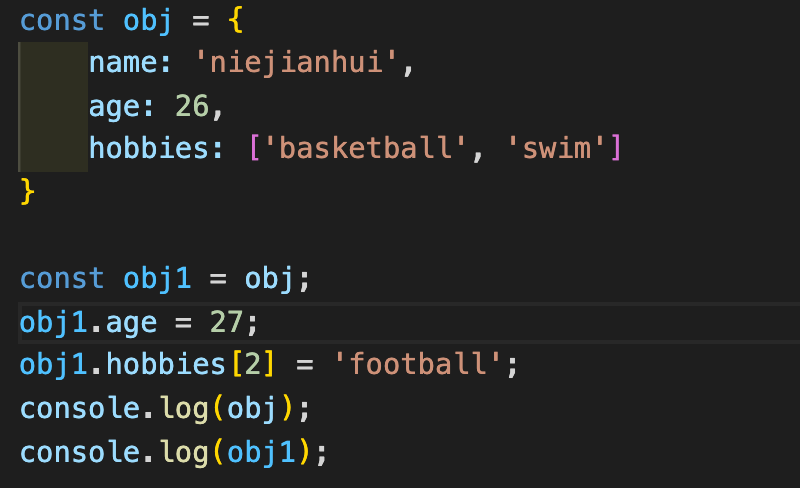 const obj = {
    name: 'niejianhui',
    age: 26,
    hobbies: ['basketball', 'swim']
}
const obj1 = obj;
obj1.age = 27;
obj1.hobbies[2] = 'football';
console.log(obj);
console.log(obj1);